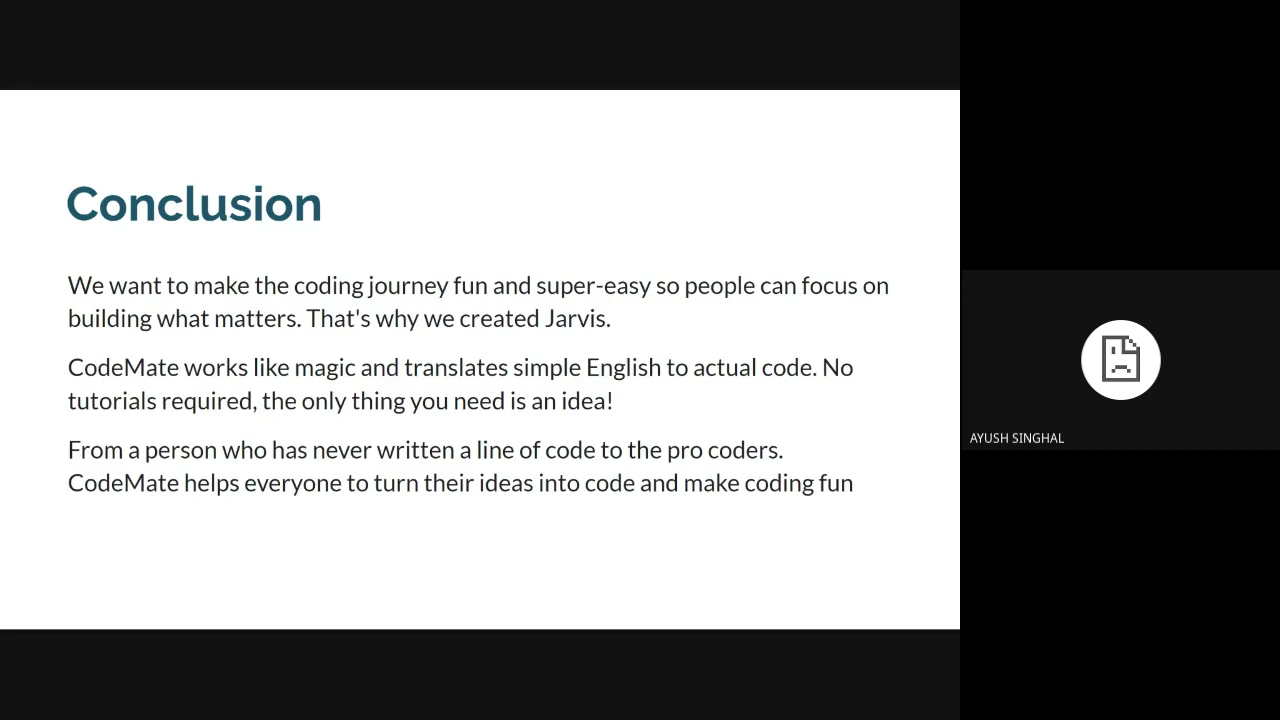 Conclusion
We want to make the coding journey fun and super-easy so people can focus on
building what matters. That's why we created Jarvis.
CodeMate works like magic and translates simple English to actual code. No
tutorials required, the only thing you need is an idea!
From a person who has never written a line of code to the pro coders.
CodeMate helps everyone to turn their ideas into code and make coding fun
AYUSH SINGHAL